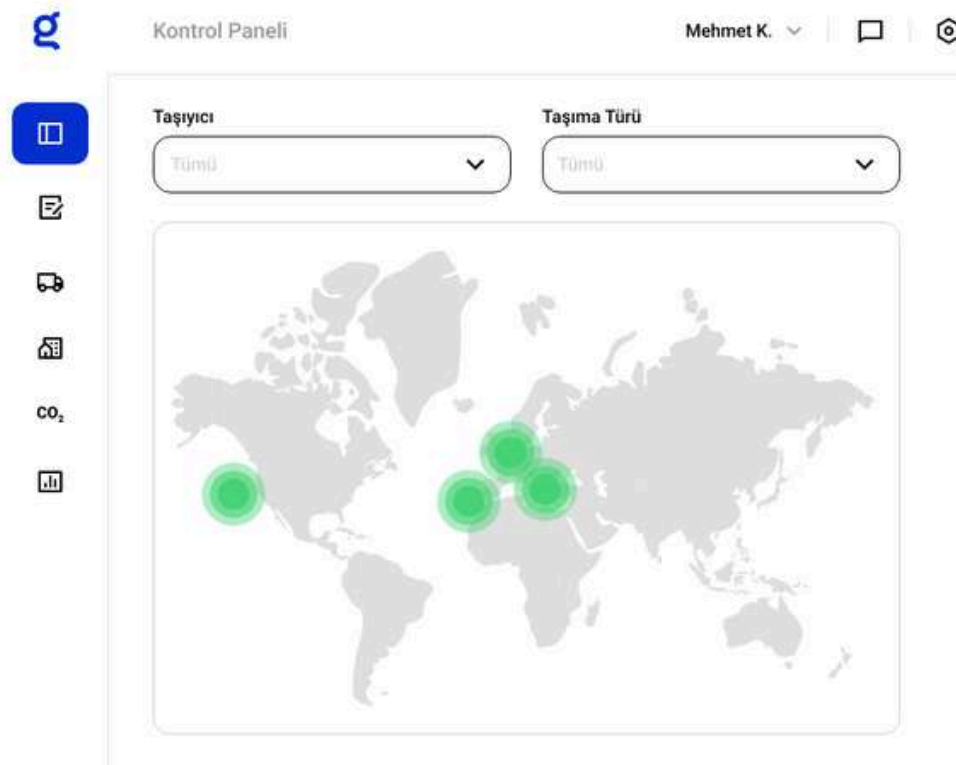 g
Kontrol Paneli
Mehmet K.
Taşıyıcı
Taşıma Türü
Tümü
Tümü
CO₂